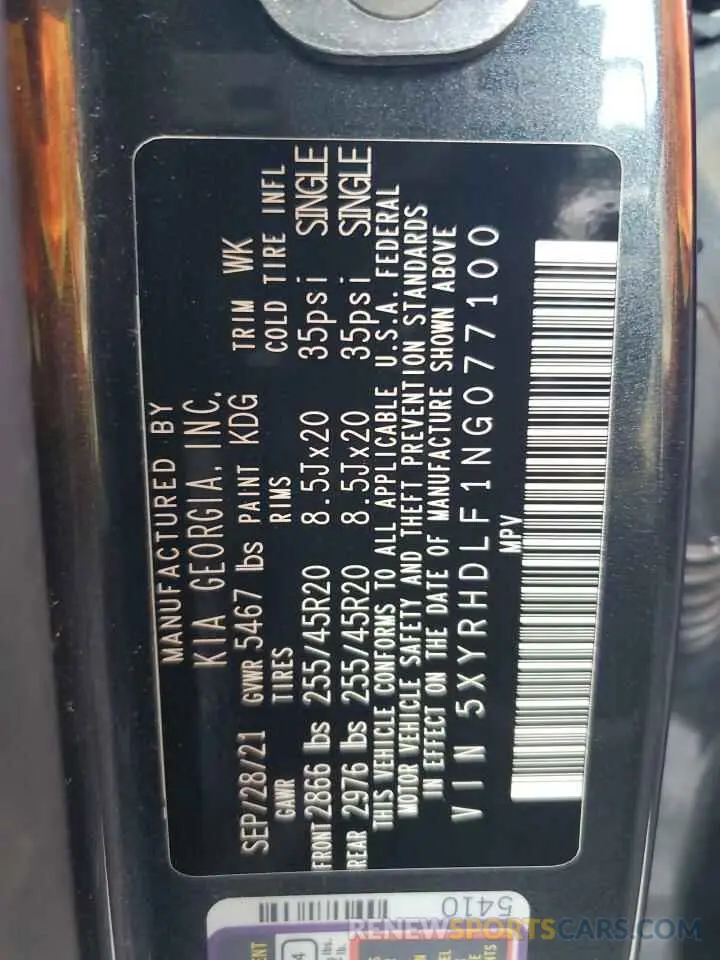 MANUFACTURED BY
KIA GEORGIA, INC.
SEP/28/21 GVWR 5467 lbs PAINT KDG TRIM WK
GAWR TIRES RIMS COLD TIRE INFL
FRONT 2866 lbs 255/45R20 8.5Jx20 35psi SINGLE
REAR 2976 lbs 255/45R20 8.5Jx20 35psi SINGLE
THIS VEHICLE CONFORMS TO ALL APPLICABLE U.S.A. FEDERAL
MOTOR VEHICLE SAFETY AND THEFT PREVENTION STANDARDS
IN EFFECT ON THE DATE OF MANUFACTURE SHOWN ABOVE
VIN 5XYRHDLF1NG077100
MPV
5410
RENEWSPORTSCARS.COM